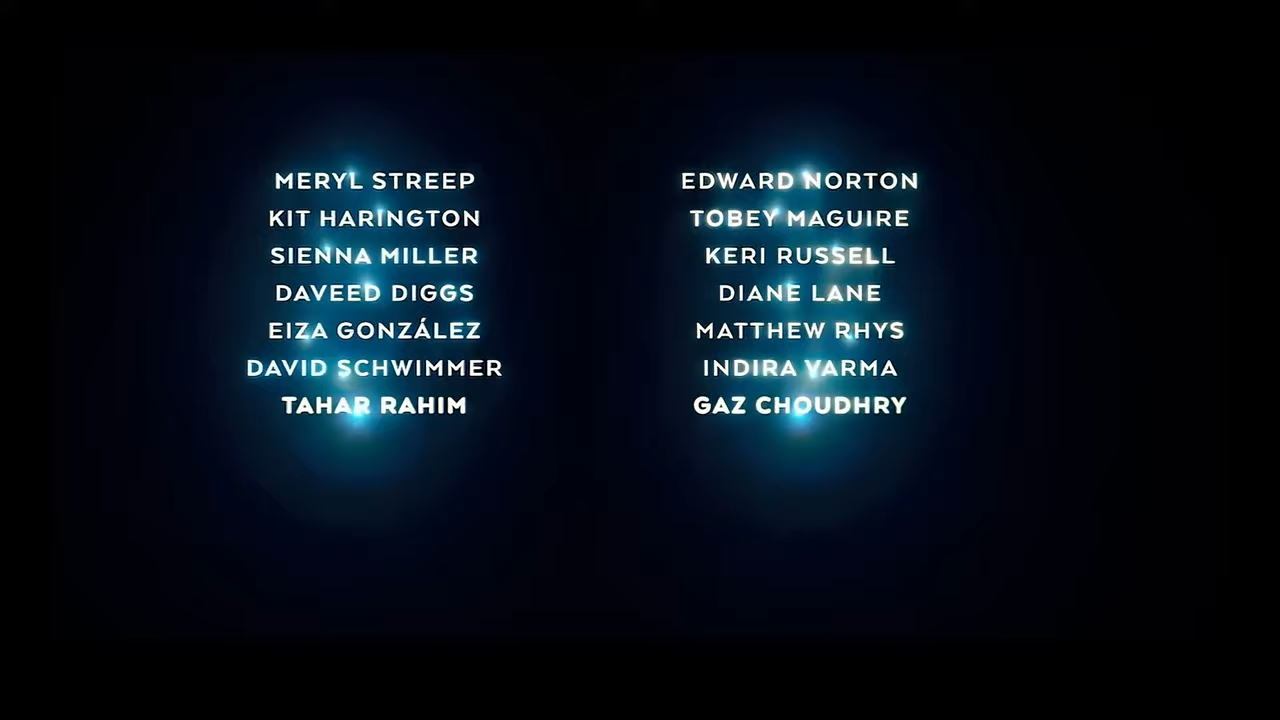 MERYL STREEP
KIT HARINGTON
SIENNA MILLER
DAVEED DIGGS
EIZA GONZÁLEZ
DAVID SCHWIMMER
TAHAR RAHIM
EDWARD NORTON
TOBEY MAGUIRE
KERI RUSSELL
DIANE LANE
MATTHEW RHYS
INDIRA VARMA
GAZ CHOUDHRY